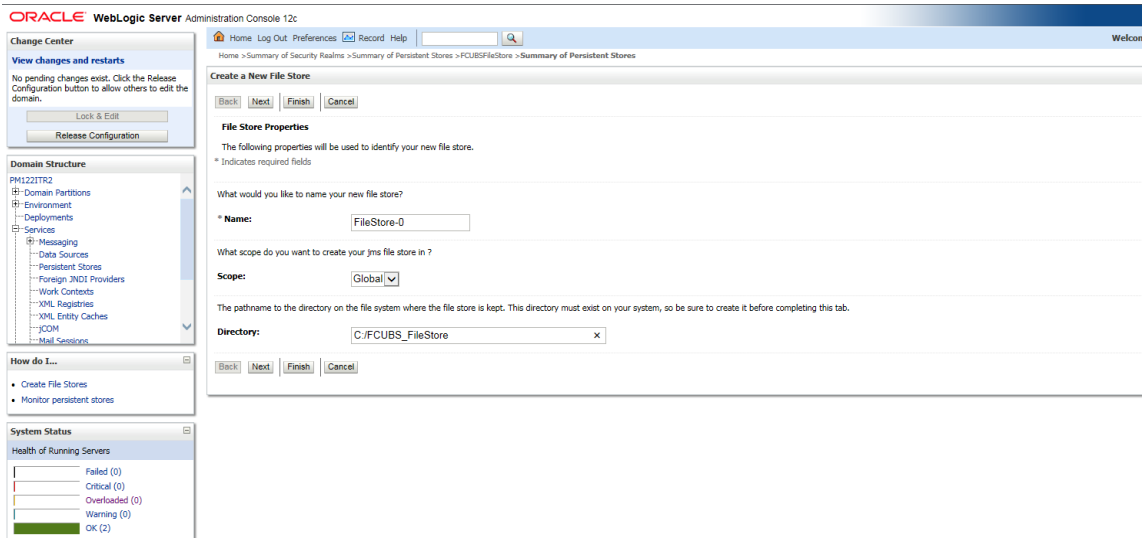 ORACLE WebLogic Server Administration Console 12c
Change Center
View changes and restarts
No pending changes exist. Click the Release
Configuration button to allow others to edit the
domain.
Lock & Edit
Release Configuration
Domain Structure
PM122ITR2
Domain Partitions
Environment
Deployments
Services
Messaging
Data Sources
Persistent Stores
Foreign JNDI Providers
Work Contexts
XML Registries
XML Entity Caches
jCOM
Mail Sessions
How do I...
Create File Stores
Monitor persistent stores
System Status
Health of Running Servers
Failed (0)
Critical (0)
Overloaded (0)
Warning (0)
OK (2)
Home Log Out Preferences Record Help
Welcom
Home >Summary of Security Realms >Summary of Persistent Stores >FCUBSFileStore >Summary of Persistent Stores
Create a New File Store
Back Next Finish Cancel
File Store Properties
The following properties will be used to identify your new file store.
* Indicates required fields
What would you like to name your new file store?
* Name: FileStore-0
What scope do you want to create your jms file store in ?
Scope: Global
The pathname to the directory on the file system where the file store is kept. This directory must exist on your system, so be sure to create it before completing this tab.
Directory: C:/FCUBS_FileStore ×
Back Next Finish Cancel